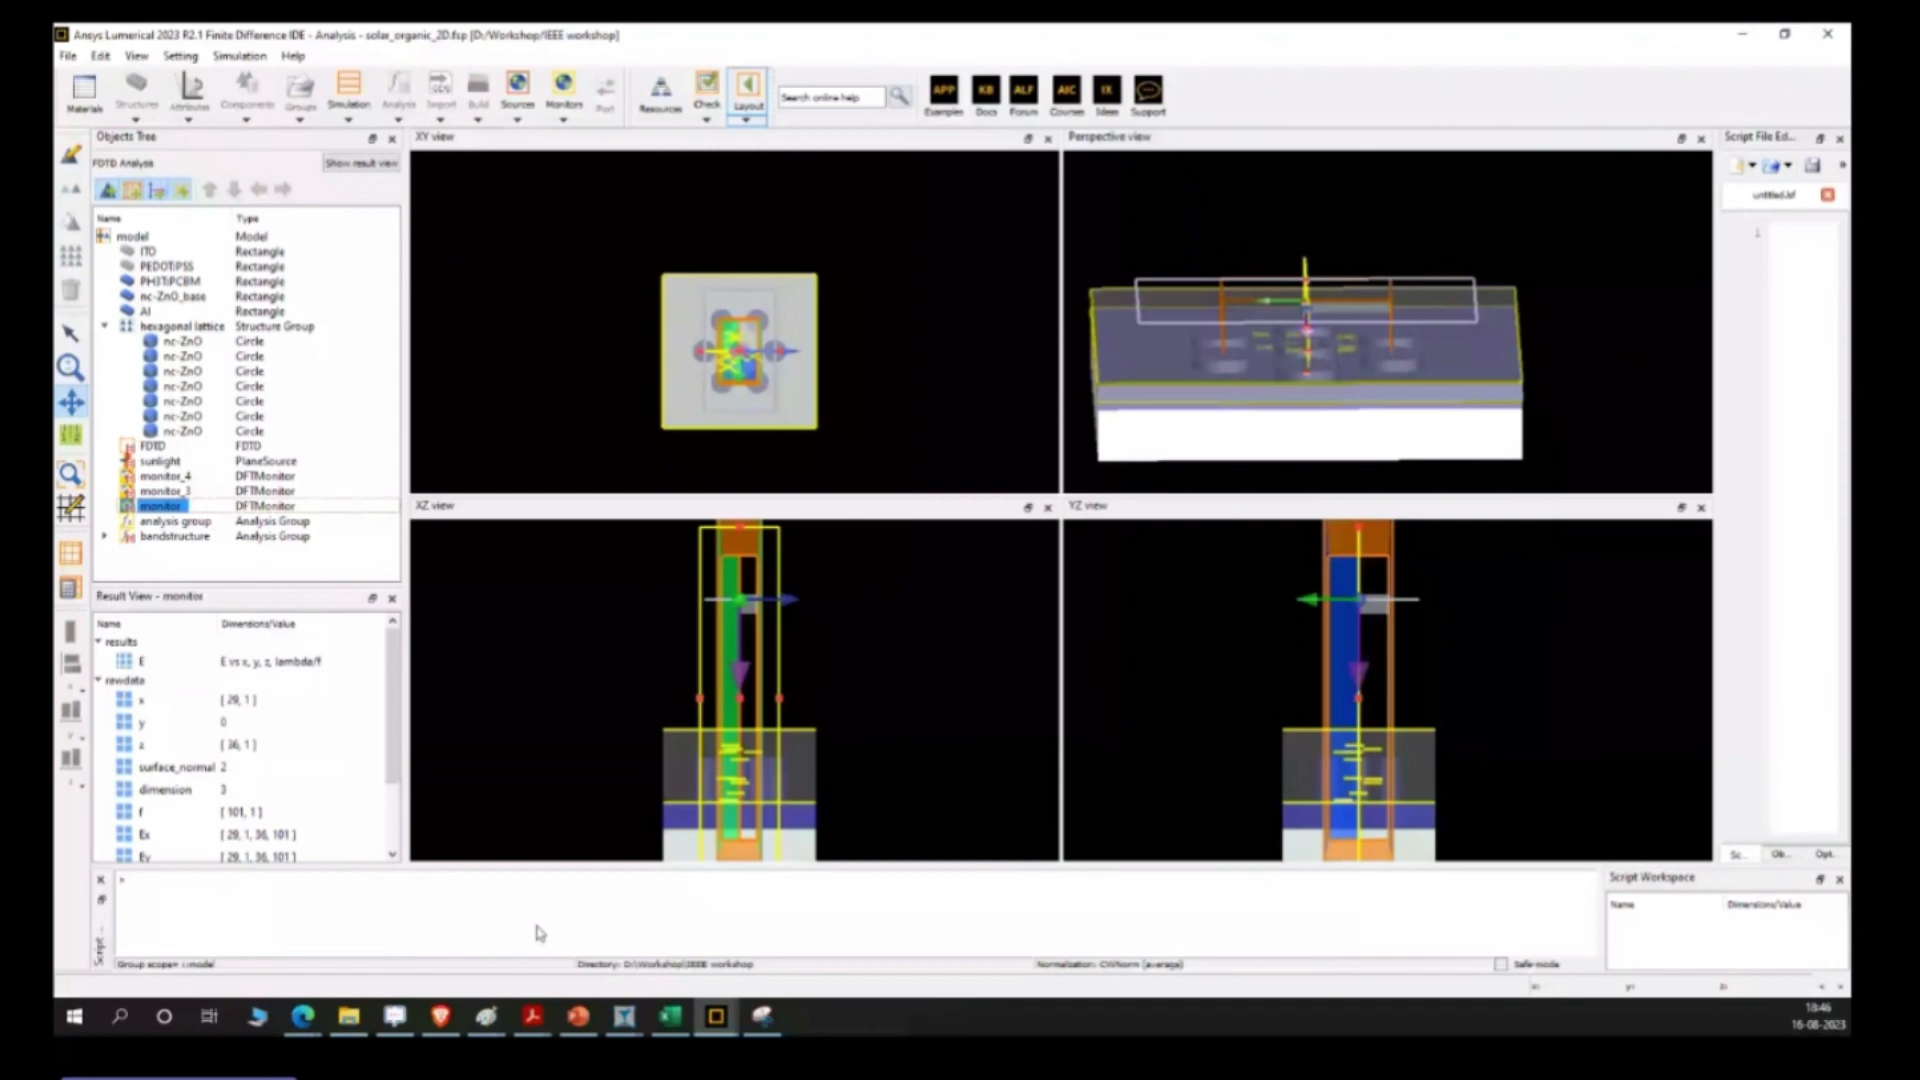 Ansys Lumerical 2023 R2.1 Finite Difference IDE - Analysis - solar_organic_2D.fsp [D:/Workshop/IEEE workshop]
File Edit View Setting Simulation Help
Materials Structures Attributes Components Groups Simulation Analysis Import Build Sources Monitors Port Resources Check Layout
Search online help
APP KB ALF AIC IX
Examples Docs Forum Courses Ideas Support
Objects Tree
FDTD Analysis Show result view
Name Type
model Model
ITO Rectangle
PEDOT:PSS Rectangle
PH3T:PCBM Rectangle
nc-ZnO_base Rectangle
Al Rectangle
hexagonal lattice Structure Group
nc-ZnO Circle
nc-ZnO Circle
nc-ZnO Circle
nc-ZnO Circle
nc-ZnO Circle
nc-ZnO Circle
nc-ZnO Circle
FDTD FDTD
sunlight PlaneSource
monitor_4 DFTMonitor
monitor_3 DFTMonitor
monitor DFTMonitor
analysis group Analysis Group
bandstructure Analysis Group
XY view
Perspective view
XZ view
YZ view
Script File Ed...
untitled.lsf
1
Result View - monitor
Name Dimensions/Value
results
E E vs x, y, z, lambda/f
rawdata
x [ 29, 1 ]
y 0
z [ 36, 1 ]
surface_normal 2
dimension 3
f [ 101, 1 ]
Ex [ 29, 1, 36, 101 ]
Ey [ 29, 1, 36, 101 ]
Sc... Ob... Opt...
Script Workspace
Name Dimensions/Value
>
Script ...
Group scope= ::model Directory: D:\Workshop\IEEE workshop Normalization: CWNorm (average) Safe-mode
18:46
16-08-2023